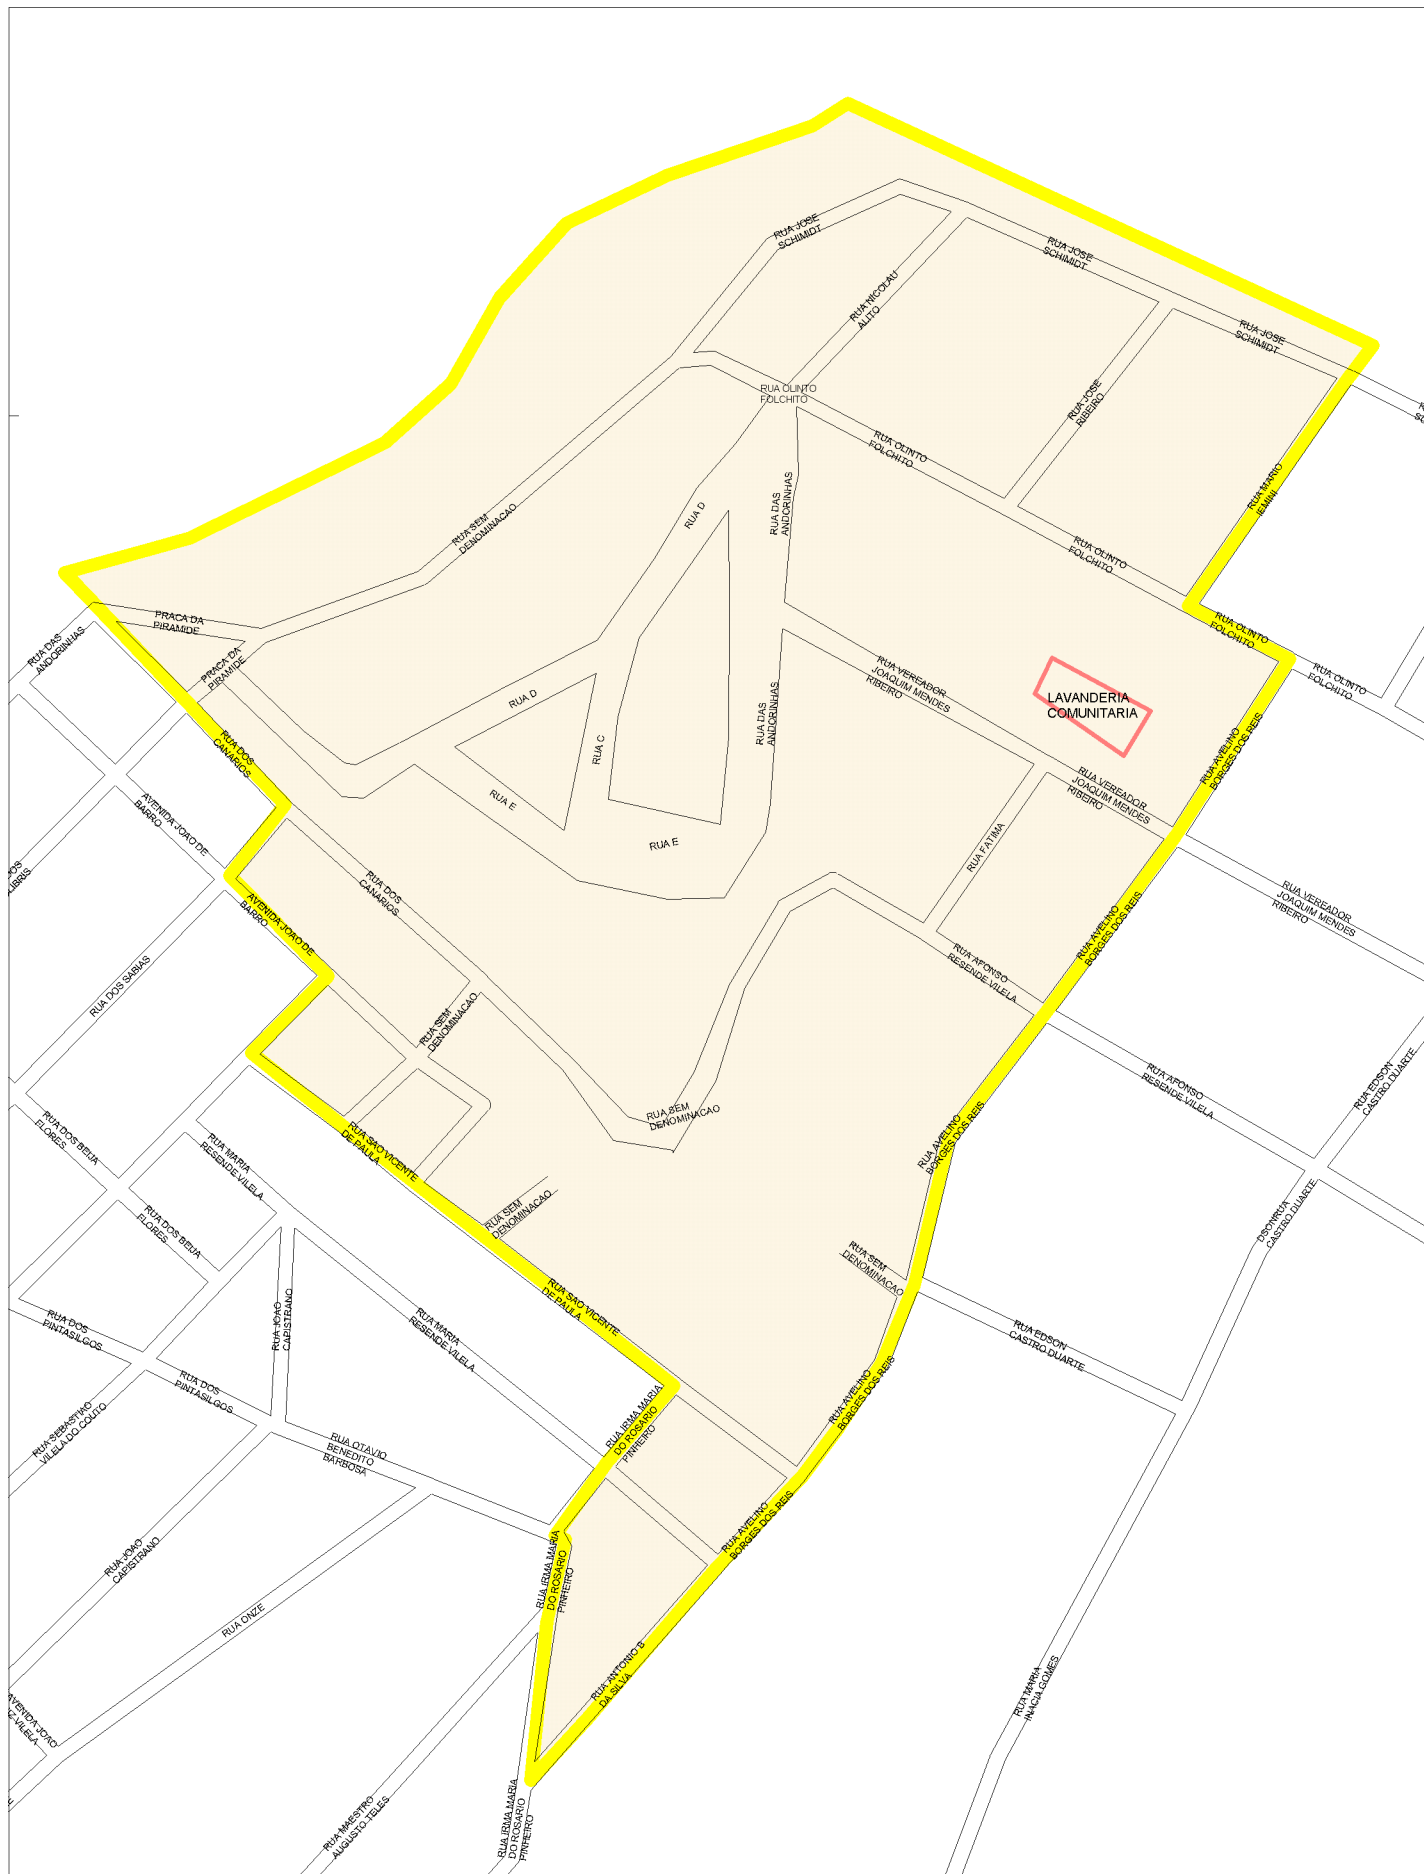 RUA JOSE
SCHIMIDT
RUA JOSE
SCHIMIDT
RUA NICOLAU
ALITO
RUA JOSE
SCHIMIDT
RUA OLINTO
FOLCHITO
RUA JOSE
RIBEIRO
RUA OLINTO
FOLCHITO
RUA MARIO
IEMINI
RUA DAS
ANDORINHAS
RUA D
RUA SEM
DENOMINACAO
RUA OLINTO
FOLCHITO
PRACA DA
PIRAMIDE
RUA DAS
ANDORINHAS
PRACA DA
PIRAMIDE
RUA OLINTO
FOLCHITO
RUA OLINTO
FOLCHITO
RUA VEREADOR
JOAQUIM MENDES
RIBEIRO
LAVANDERIA
COMUNITARIA
RUA D
RUA DAS
ANDORINHAS
RUA C
RUA DOS
CANARIOS
RUA AVELINO
BORGES DOS REIS
RUA E
RUA VEREADOR
JOAQUIM MENDES
RIBEIRO
AVENIDA JOAO DE
BARRO
RUA E
RUA FATIMA
RUA DOS
CANARIOS
RUA VEREADOR
JOAQUIM MENDES
RIBEIRO
AVENIDA JOAO DE
BARRO
RUA AVELINO
BORGES DOS REIS
RUA DOS SABIAS
RUA AFONSO
RESENDE VILELA
RUA SEM
DENOMINACAO
RUA AFONSO
RESENDE VILELA
RUA EDSON
CASTRO DUARTE
RUA SEM
DENOMINACAO
RUA DOS BEIJA
FLORES
RUA MARIA
RESENDE VILELA
RUA SAO VICENTE
DE PAULA
RUA AVELINO
BORGES DOS REIS
RUA SEM
DENOMINACAO
RUA DOS BEIJA
FLORES
DSONRUA
CASTRO DUARTE
RUA SEM
DENOMINACAO
RUA SAO VICENTE
DE PAULA
RUA JOAO
CAPISTRANO
RUA MARIA
RESENDE VILELA
RUA DOS
PINTASILGOS
RUA EDSON
CASTRO DUARTE
RUA DOS
PINTASILGOS
RUA AVELINO
BORGES DOS REIS
RUA SEBASTIAO
VILELA DO COUTO
RUA IRMA MARIA
DO ROSARIO
PINHEIRO
RUA OTAVIO
BENEDITO
BARBOSA
RUA AVELINO
BORGES DOS REIS
RUA JOAO
CAPISTRANO
RUA IRMA MARIA
DO ROSARIO
PINHEIRO
RUA ONZE
RUA ANTONIO B
DA SILVA
RUA MARIA
INACIA GOMES
AVENIDA JOAO
RUA MAESTRO
AUGUSTO TELES
RUA IRMA MARIA
DO ROSARIO
PINHEIRO